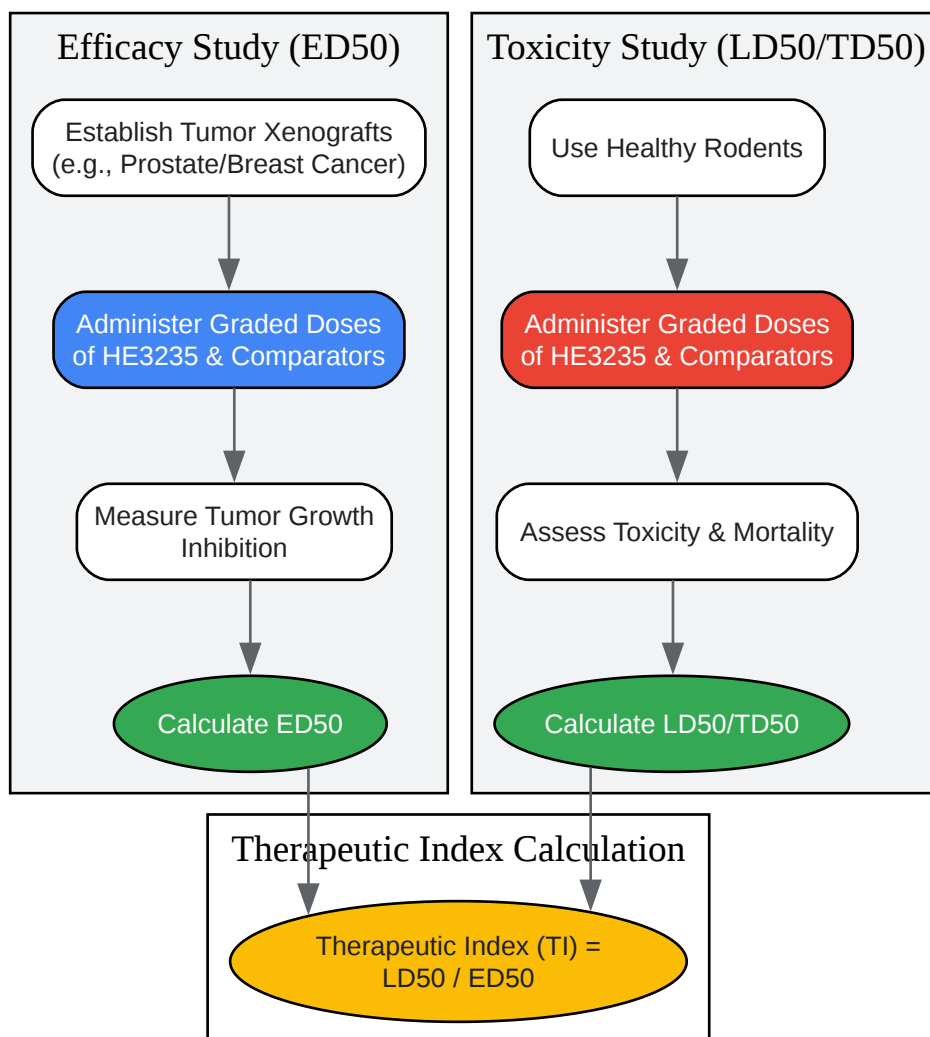 Efficacy Study (ED50)
Establish Tumor Xenografts
(e.g., Prostate/Breast Cancer)
Administer Graded Doses
of HE3235 & Comparators
Measure Tumor Growth
Inhibition
Calculate ED50
Toxicity Study (LD50/TD50)
Use Healthy Rodents
Administer Graded Doses
of HE3235 & Comparators
Assess Toxicity & Mortality
Calculate LD50/TD50
Therapeutic Index Calculation
Therapeutic Index (TI) =
LD50 / ED50